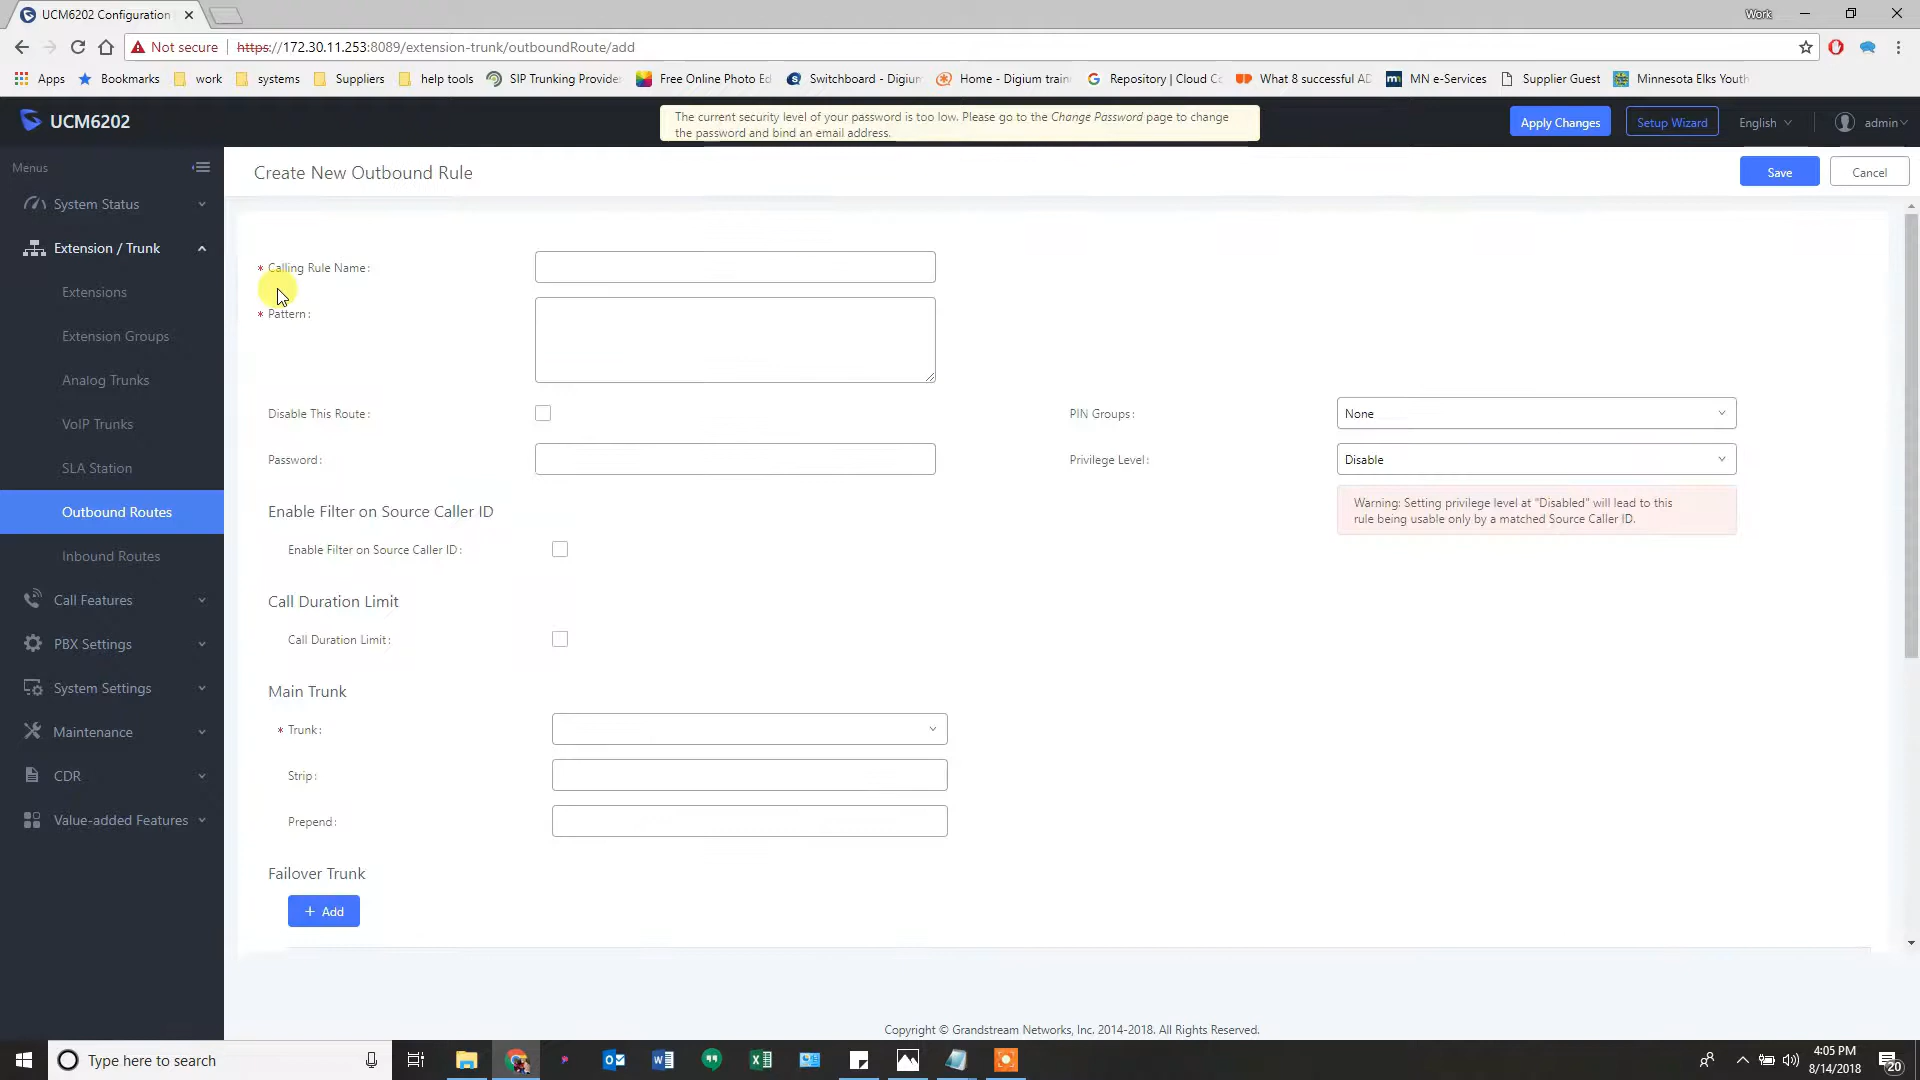 UCM6202 Configuration
Work
Not secure
https://172.30.11.253:8089/extension-trunk/outboundRoute/add
Apps
Bookmarks
work
systems
Suppliers
help tools
SIP Trunking Provide
Free Online Photo Ed
Switchboard - Digium
Home - Digium train
Repository | Cloud Co
What 8 successful AD
MN e-Services
Supplier Guest
Minnesota Elks Youth
UCM6202
The current security level of your password is too low. Please go to the Change Password page to change
the password and bind an email address.
Apply Changes
Setup Wizard
English
admin
Menus
System Status
Extension / Trunk
Extensions
Extension Groups
Analog Trunks
VoIP Trunks
SLA Station
Outbound Routes
Inbound Routes
Call Features
PBX Settings
System Settings
Maintenance
CDR
Value-added Features
Create New Outbound Rule
Save
Cancel
* Calling Rule Name:
* Pattern:
Disable This Route:
PIN Groups:
None
Password:
Privilege Level:
Disable
Warning: Setting privilege level at "Disabled" will lead to this
rule being usable only by a matched Source Caller ID.
Enable Filter on Source Caller ID
Enable Filter on Source Caller ID:
Call Duration Limit
Call Duration Limit:
Main Trunk
* Trunk:
Strip:
Prepend:
Failover Trunk
+ Add
Copyright © Grandstream Networks, Inc. 2014-2018. All Rights Reserved.
Type here to search
4:05 PM
8/14/2018
20